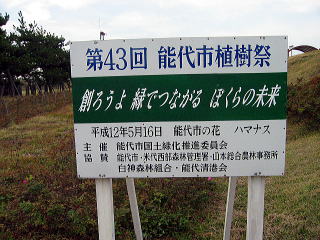 第43回 能代市植樹祭
創ろうよ 緑でつながる ぼくらの未来
平成12年5月16日 能代市の花 ハマナス
主 催 能代市国土緑化推進委員会
協 賛 能代市・米代西部森林管理署・山本総合農林事務所
白神森林組合・能代清港会